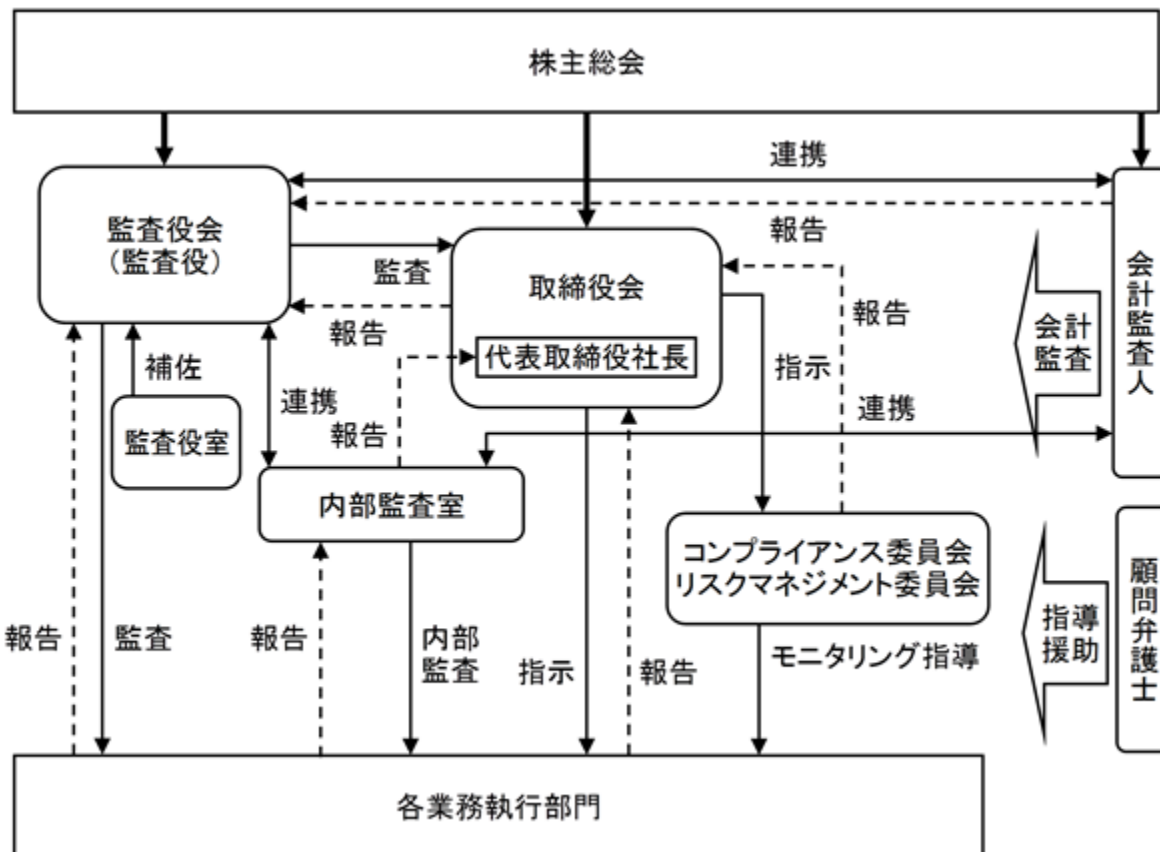 株主総会
連携
報告
監査役会
（監査役）
監査
報告
取締役会
代表取締役社長
報告
指示
会計
監査
会計監査人
補佐
監査役室
連携
報告
連携
内部監査室
コンプライアンス委員会
リスクマネジメント委員会
指導
援助
顧問弁護士
報告
監査
報告
内部
監査
指示
報告
モニタリング指導
各業務執行部門